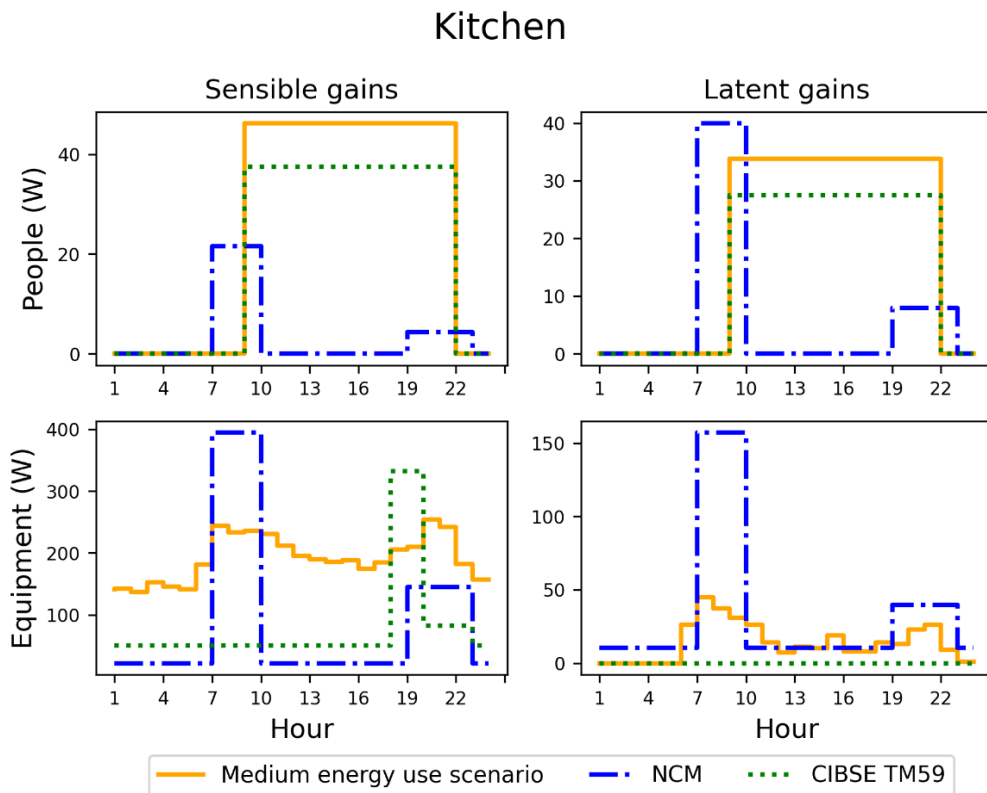 Kitchen
Sensible gains
Latent gains
People (W)
40
20
0
1 4 7 10 13 16 19 22
40
30
20
10
0
1 4 7 10 13 16 19 22
Equipment (W)
400
300
200
100
1 4 7 10 13 16 19 22
Hour
150
100
50
0
1 4 7 10 13 16 19 22
Hour
Medium energy use scenario NCM CIBSE TM59